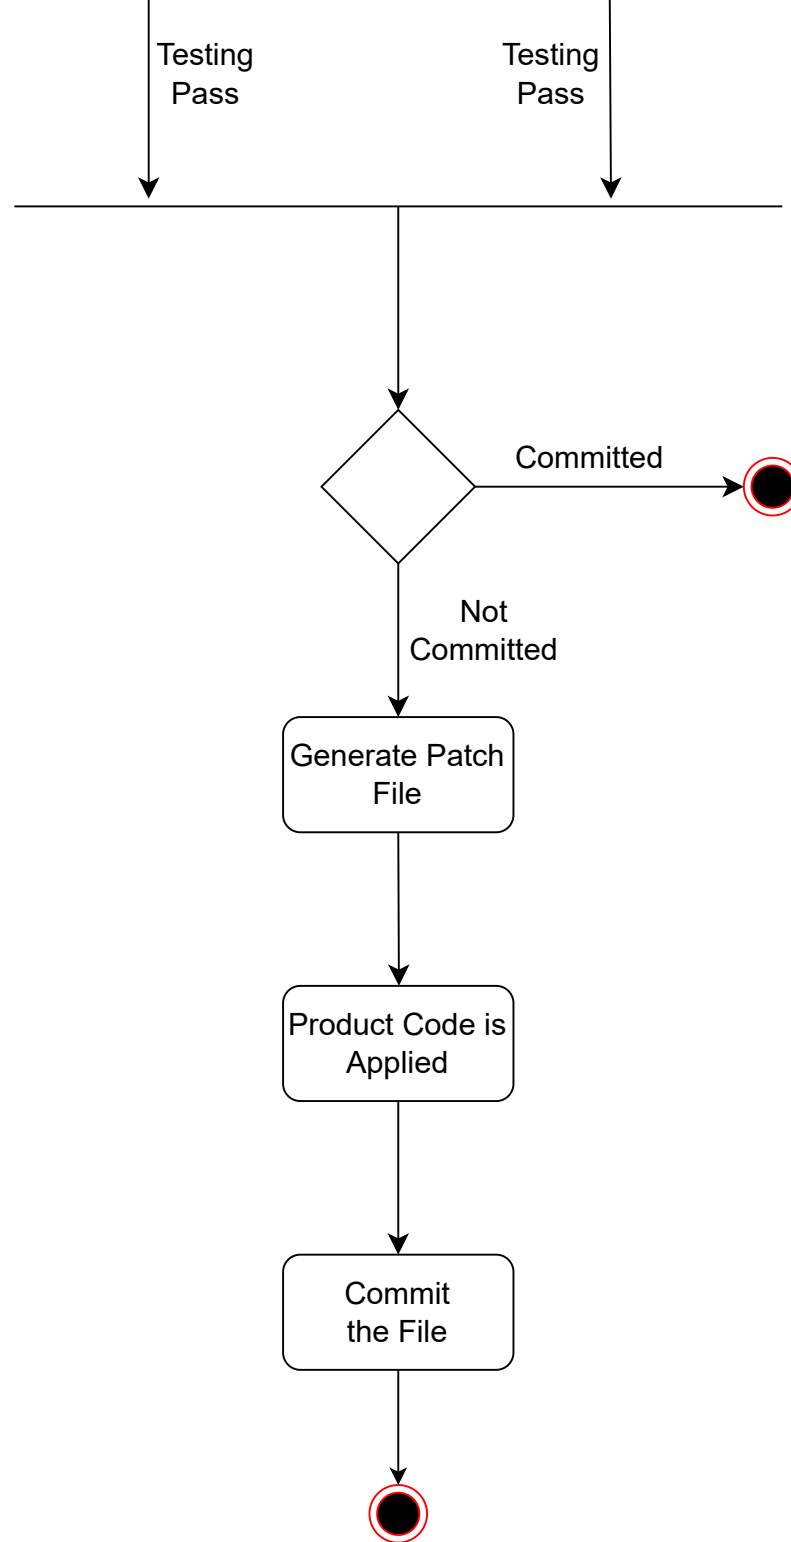 Testing
Pass
Testing
Pass
Committed
Not
Committed
Generate Patch
File
Product Code is
Applied
Commit
the File